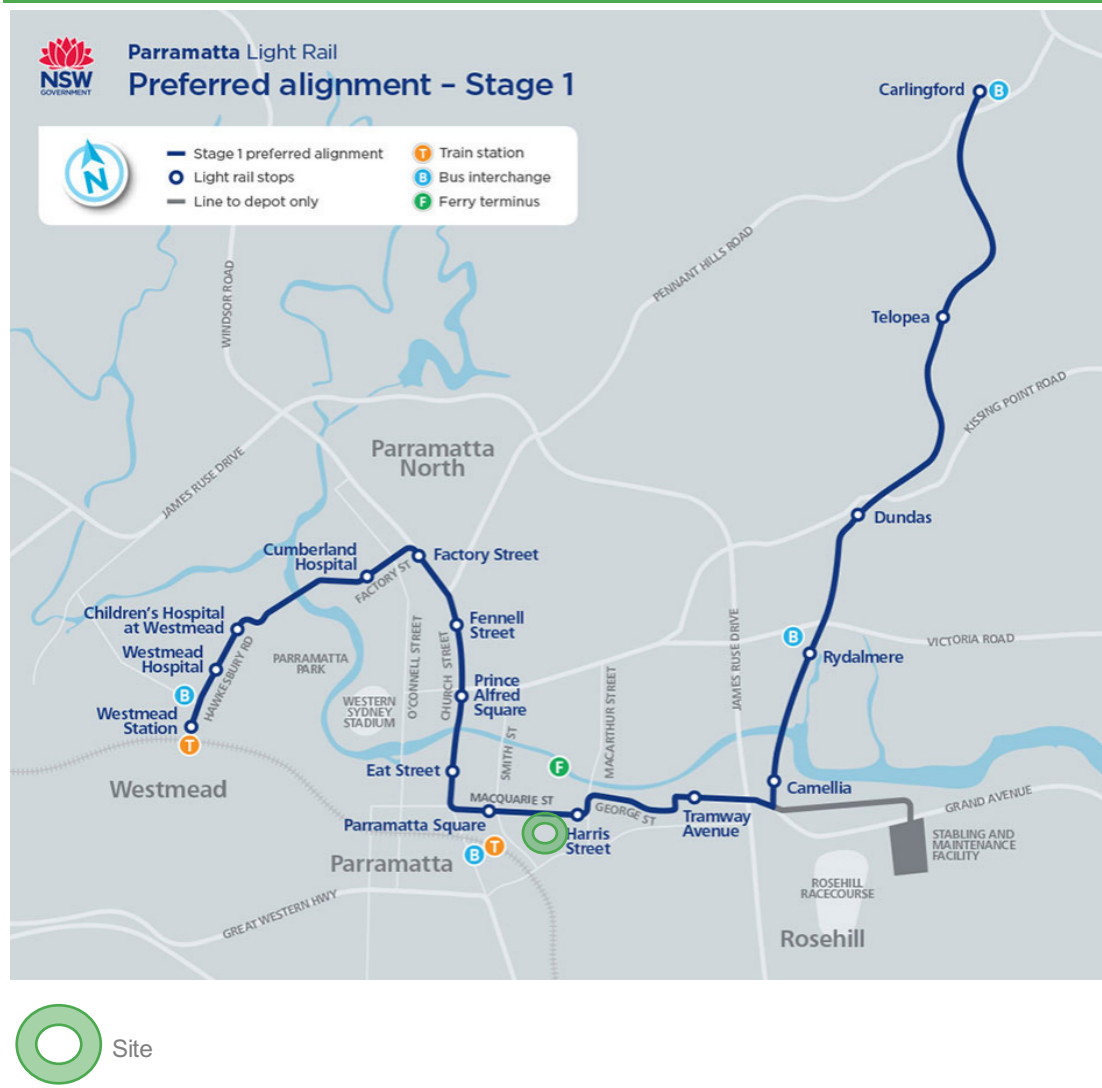 Parramatta Light Rail
Preferred alignment – Stage 1
NSW
GOVERNMENT
N
Stage 1 preferred alignment
Light rail stops
Line to depot only
T Train station
B Bus interchange
F Ferry terminus
Carlingford
B
PENNANT HILLS ROAD
WINDSOR ROAD
Telopea
KISSING POINT ROAD
JAMES RUSE DRIVE
Parramatta
North
Dundas
Cumberland
Hospital
Factory Street
FACTORY ST
Children's Hospital
at Westmead
Fennell
Street
Westmead
Hospital
HAWKESBURY RD
PARRAMATTA
PARK
O'CONNELL STREET
CHURCH STREET
JAMES RUSE DRIVE
B
VICTORIA ROAD
Rydalmere
B
WESTERN
SYDNEY
STADIUM
Prince
Alfred
Square
MACARTHUR STREET
Westmead
Station
T
SMITH ST
Westmead
Eat Street
F
Camellia
MACQUARIE ST
GEORGE ST
GRAND AVENUE
Parramatta Square
Harris
Street
Tramway
Avenue
STABLING AND
MAINTENANCE
FACILITY
B
T
Parramatta
ROSEHILL
RACECOURSE
GREAT WESTERN HWY
Rosehill
Site